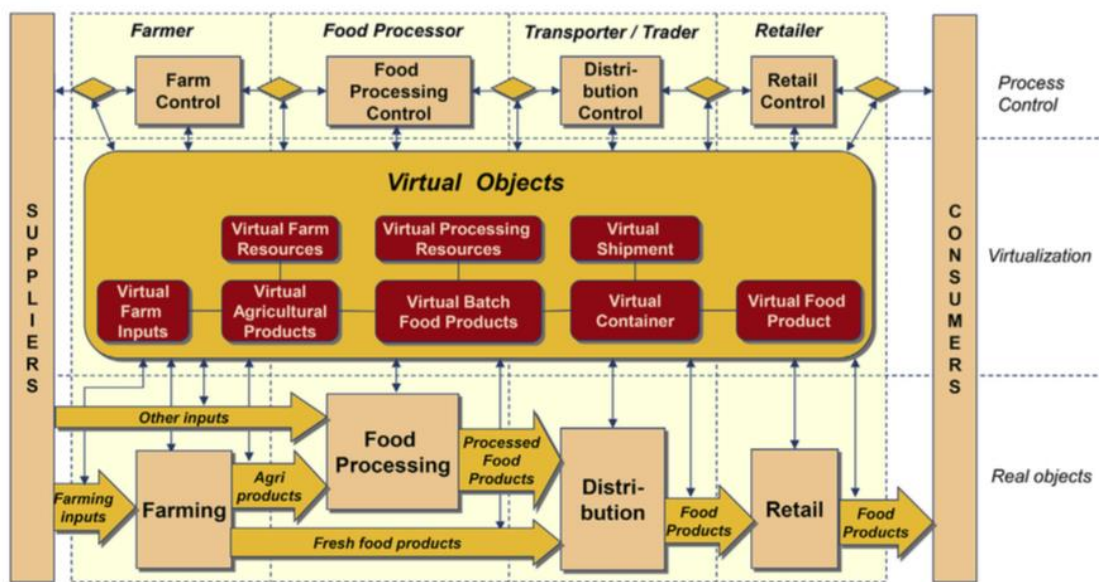 Farmer
Food Processor
Transporter / Trader
Retailer
Farm
Control
Food
Processing
Control
Distri-
bution
Control
Retail
Control
Process
Control
SUPPLIERS
CONSUMERS
Virtual Objects
Virtual Farm
Resources
Virtual Processing
Resources
Virtual
Shipment
Virtualization
Virtual
Farm
Inputs
Virtual
Agricultural
Products
Virtual Batch
Food Products
Virtual
Container
Virtual Food
Product
Other inputs
Food
Processing
Processed
Food
Products
Farming
inputs
Farming
Agri
products
Distri-
bution
Food
Products
Retail
Food
Products
Real objects
Fresh food products